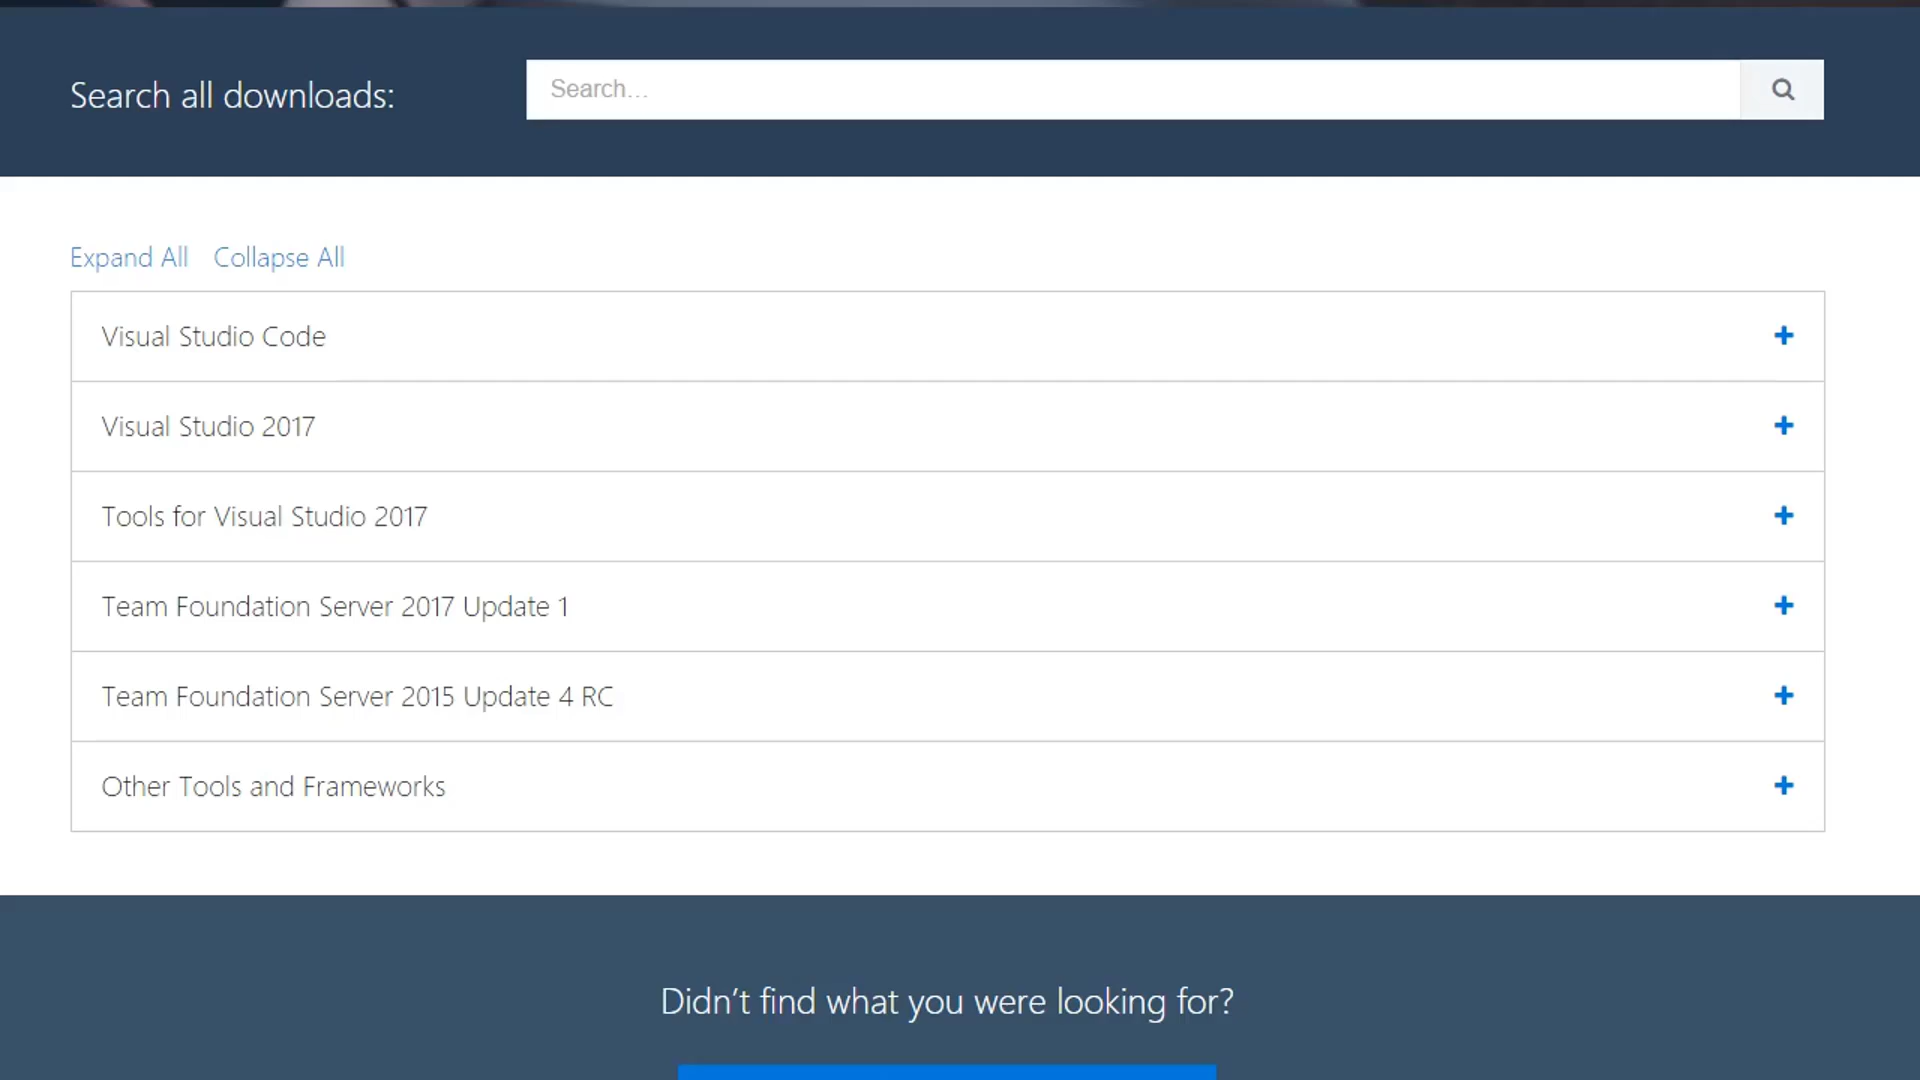 Search all downloads:
Search...
Expand All Collapse All
Visual Studio Code
Visual Studio 2017
Tools for Visual Studio 2017
Team Foundation Server 2017 Update 1
Team Foundation Server 2015 Update 4 RC
Other Tools and Frameworks
Didn’t find what you were looking for?